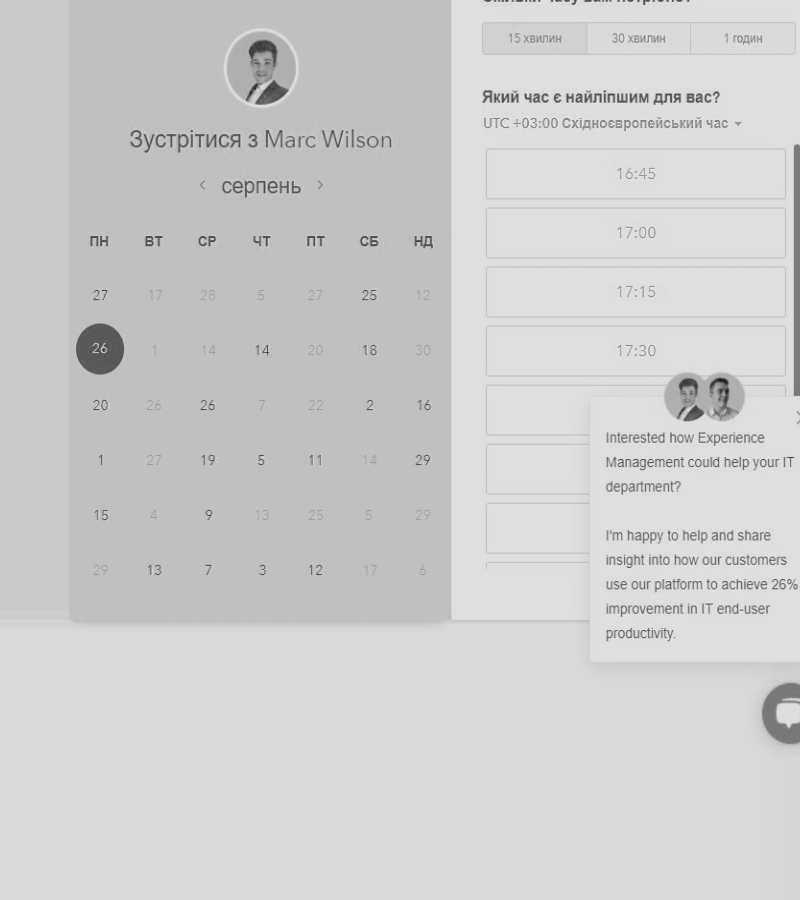 Зустрітися з Marc Wilson
серпень
ПН ВТ СР ЧТ ПТ СБ НД
27 17 28 5 27 25 12
26 1 14 14 20 18 30
20 26 26 7 22 2 16
1 27 19 5 11 14 29
15 4 9 13 25 5 29
29 13 7 3 12 17 6
15 хвилин 30 хвилин 1 годин
Який час є найліпшим для вас?
UTC +03:00 Східноєвропейський час
16:45
17:00
17:15
17:30
Interested how Experience
Management could help your IT
department?
I'm happy to help and share
insight into how our customers
use our platform to achieve 26%
improvement in IT end-user
productivity.